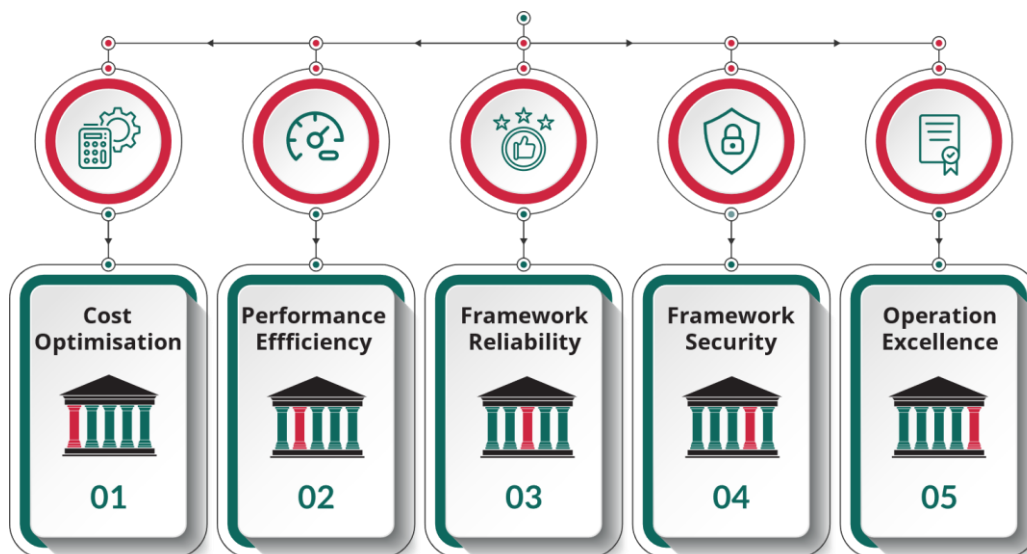 Cost
Optimisation
01
Performance
Effficiency
02
Framework
Reliability
03
Framework
Security
04
Operation
Excellence
05